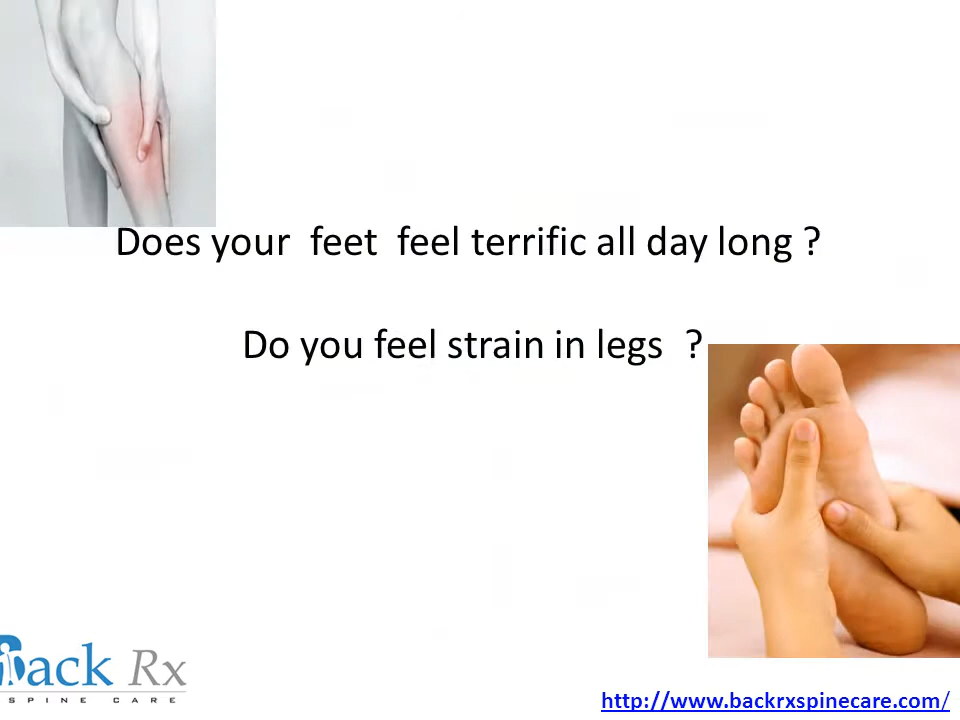 Does your  feet  feel terrific all day long ?
Do you feel strain in legs  ?
Back Rx
SPINE CARE
http://www.backrxspinecare.com/